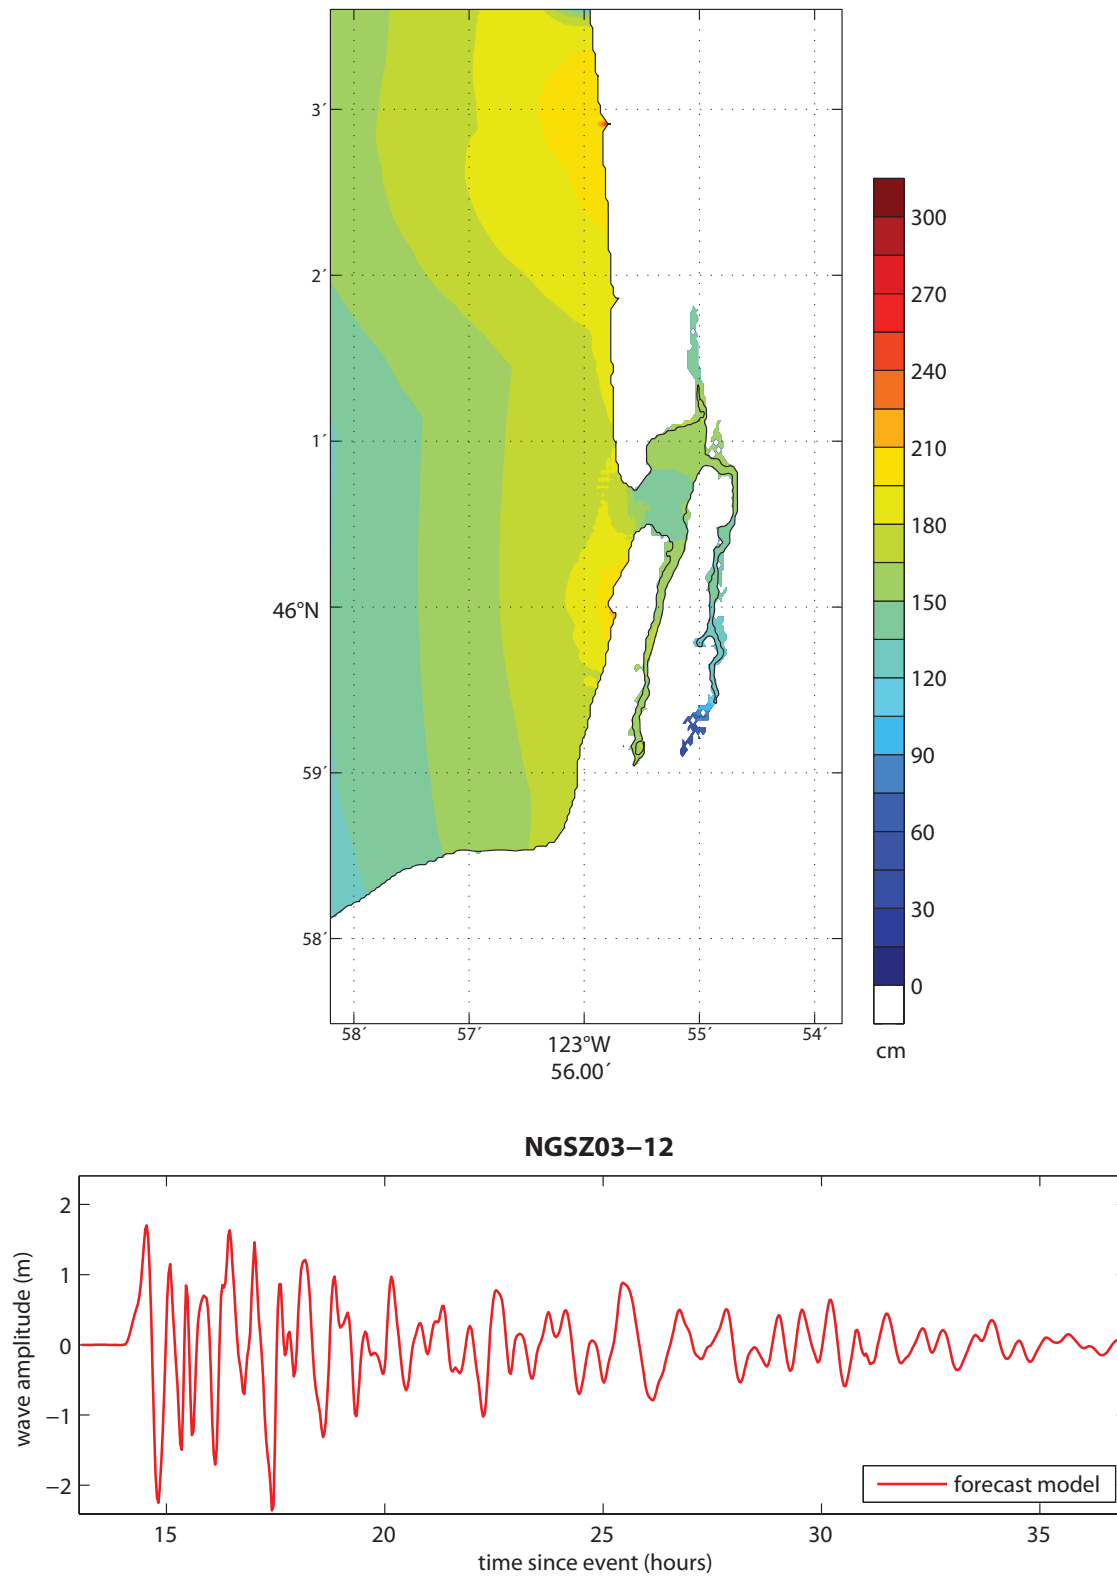 3´
2´
1´
46°N
59´
58´
58´ 57´ 123°W 55´ 54´
56.00´
300
270
240
210
180
150
120
90
60
30
0
cm
NGSZ03−12
wave amplitude (m)
2
1
0
−1
−2
forecast model
15 20 25 30 35
time since event (hours)